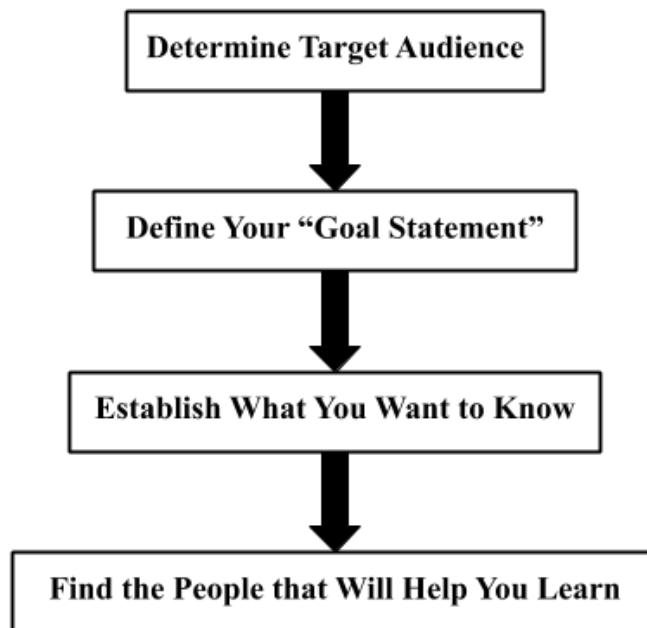 Determine Target Audience
Define Your “Goal Statement”
Establish What You Want to Know
Find the People that Will Help You Learn